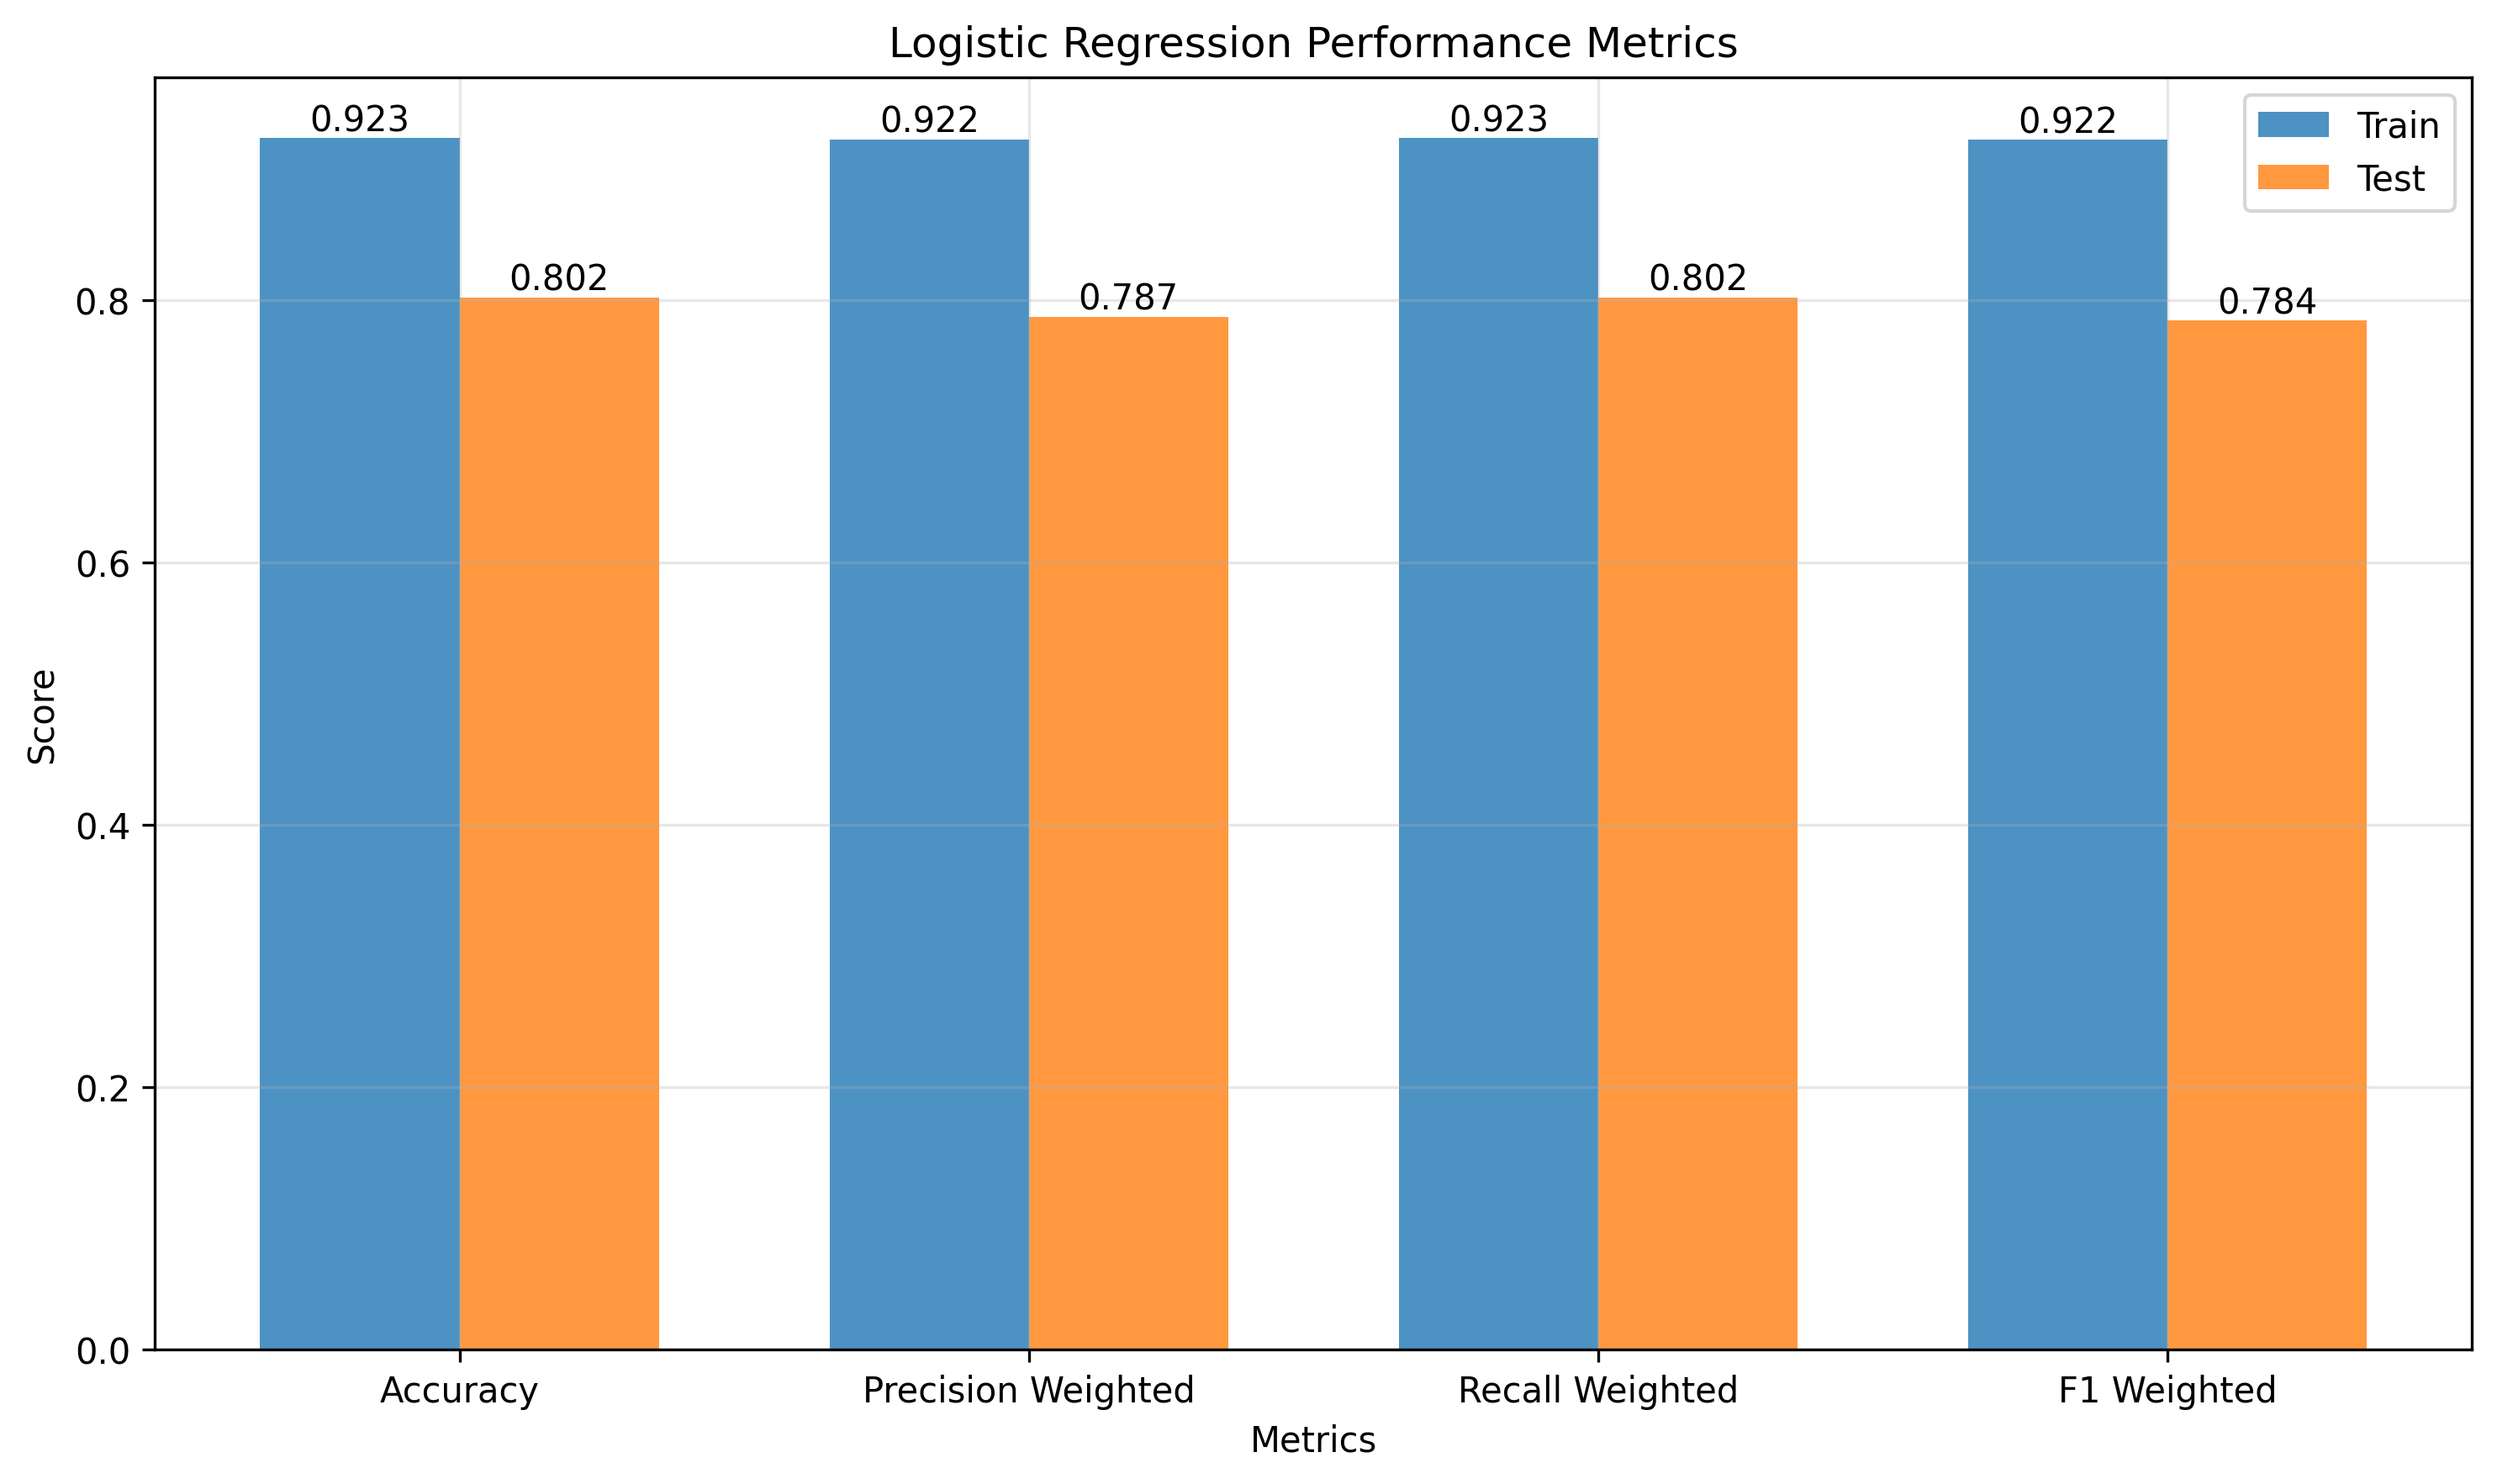 Logistic Regression Performance Metrics
0.923
0.922
0.923
0.922
Train
Test
0.802
0.787
0.802
0.784
0.8
0.6
0.4
0.2
0.0
Score
Accuracy
Precision Weighted
Recall Weighted
F1 Weighted
Metrics